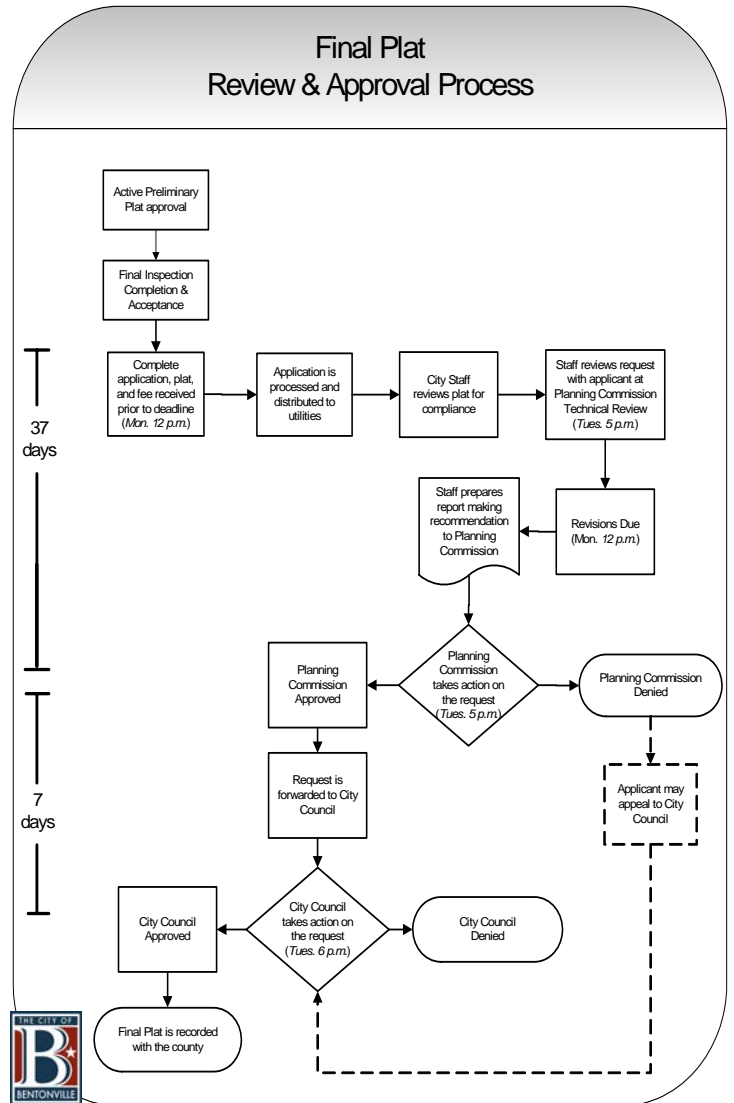 Final Plat
Review & Approval Process
Active Preliminary
Plat approval
Final Inspection
Completion &
Acceptance
37
days
Complete
application, plat,
and fee received
prior to deadline
(Mon. 12 p.m.)
Application is
processed and
distributed to
utilities
City Staff
reviews plat for
compliance
Staff reviews request
with applicant at
Planning Commission
Technical Review
(Tues. 5 p.m.)
Revisions Due
(Mon. 12 p.m.)
Staff prepares
report making
recommendation
to Planning
Commission
Planning
Commission
takes action on
the request
(Tues. 5 p.m.)
Planning
Commission
Approved
Planning Commission
Denied
7
days
Request is
forwarded to City
Council
Applicant may
appeal to City
Council
City Council
takes action on
the request
(Tues. 6 p.m.)
City Council
Approved
City Council
Denied
Final Plat is recorded
with the county
THE CITY OF
B
BENTONVILLE